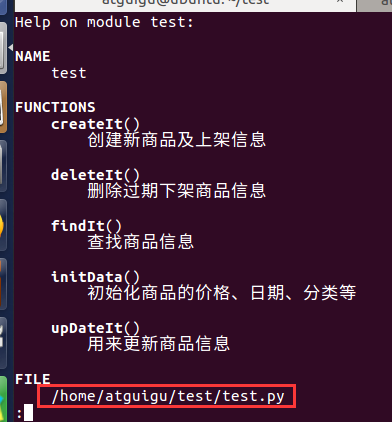 atguigu@ubuntu: ~/test
Help on module test:
NAME
test
FUNCTIONS
createIt()
创建新商品及上架信息
deleteIt()
删除过期下架商品信息
findIt()
查找商品信息
initData()
初始化商品的价格、日期、分类等
upDateIt()
用来更新商品信息
FILE
/home/atguigu/test/test.py
: